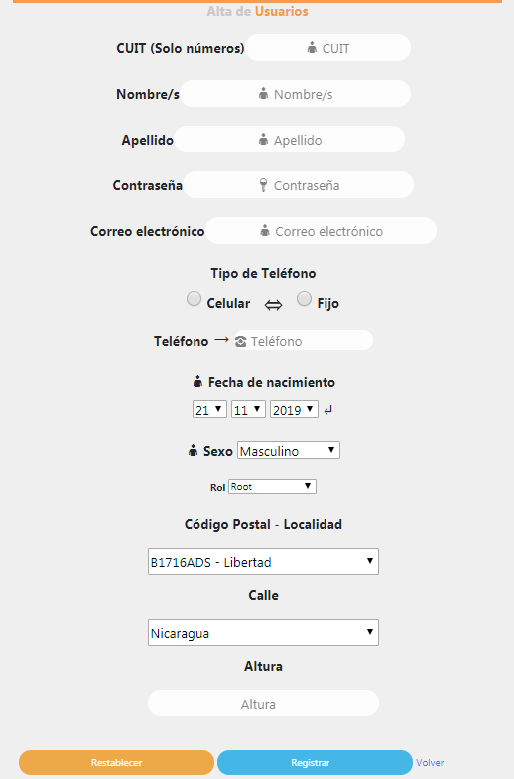 Alta de Usuarios
CUIT (Solo números) CUIT
Nombre/s Nombre/s
Apellido Apellido
Contraseña Contraseña
Correo electrónico Correo electrónico
Tipo de Teléfono
Celular ⇔ Fijo
Teléfono → Teléfono
Fecha de nacimiento
21 11 2019
Sexo Masculino
Rol Root
Código Postal - Localidad
B1716ADS - Libertad
Calle
Nicaragua
Altura
Altura
Restablecer Registrar Volver